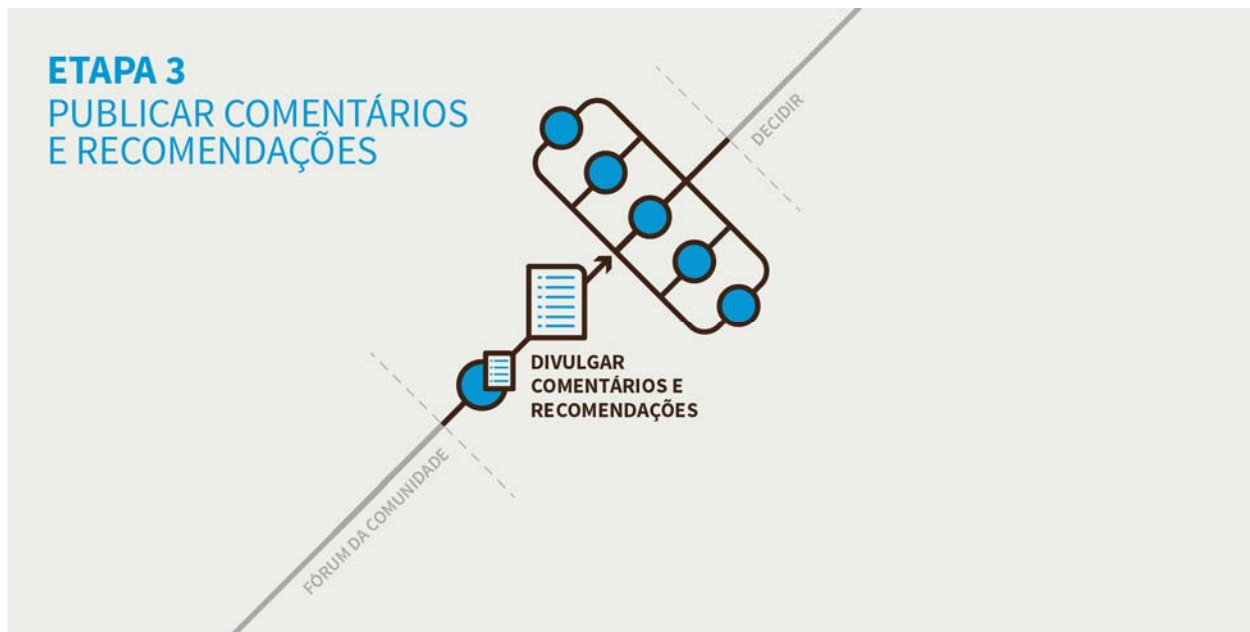 ETAPA 3
PUBLICAR COMENTÁRIOS
E RECOMENDAÇÕES
DECIDIR
DIVULGAR
COMENTÁRIOS E
RECOMENDAÇÕES
FÓRUM DA COMUNIDADE